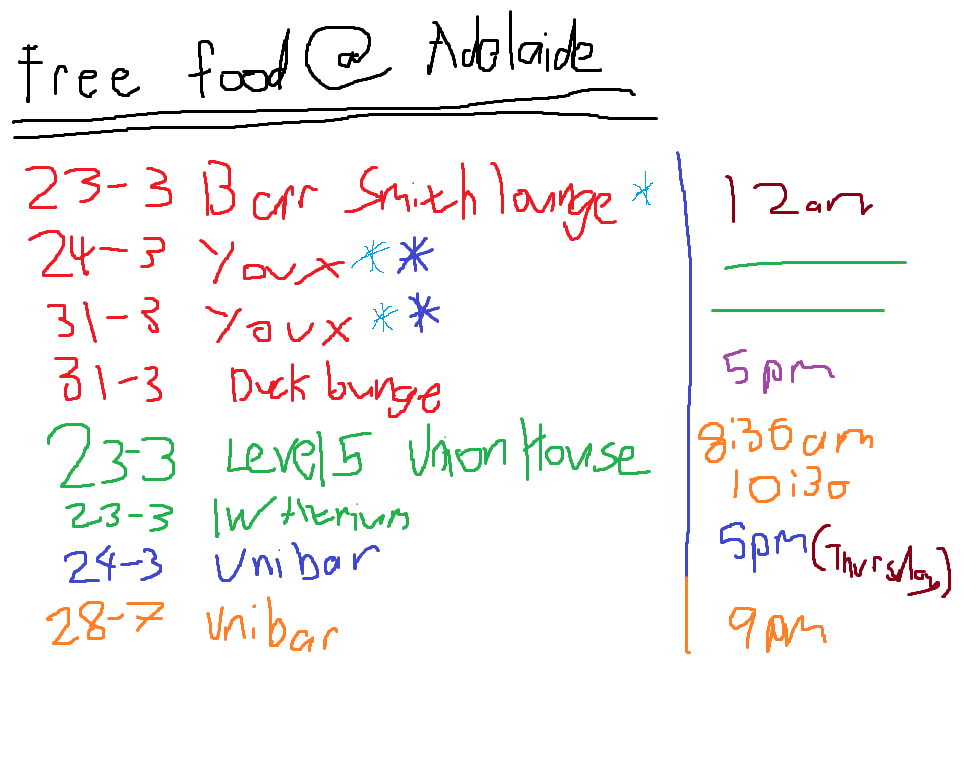 free food @ Adelaide
23-3 Barr Smith lounge * 12am
24-3 Youx * *
31-3 Youx * *
31-3 Duck lounge 5pm
23-3 Level 5 Union House 8:30am
23-3 IW 10:30
24-3 Unibar 5pm (Thursday)
28-7 Unibar 9pm